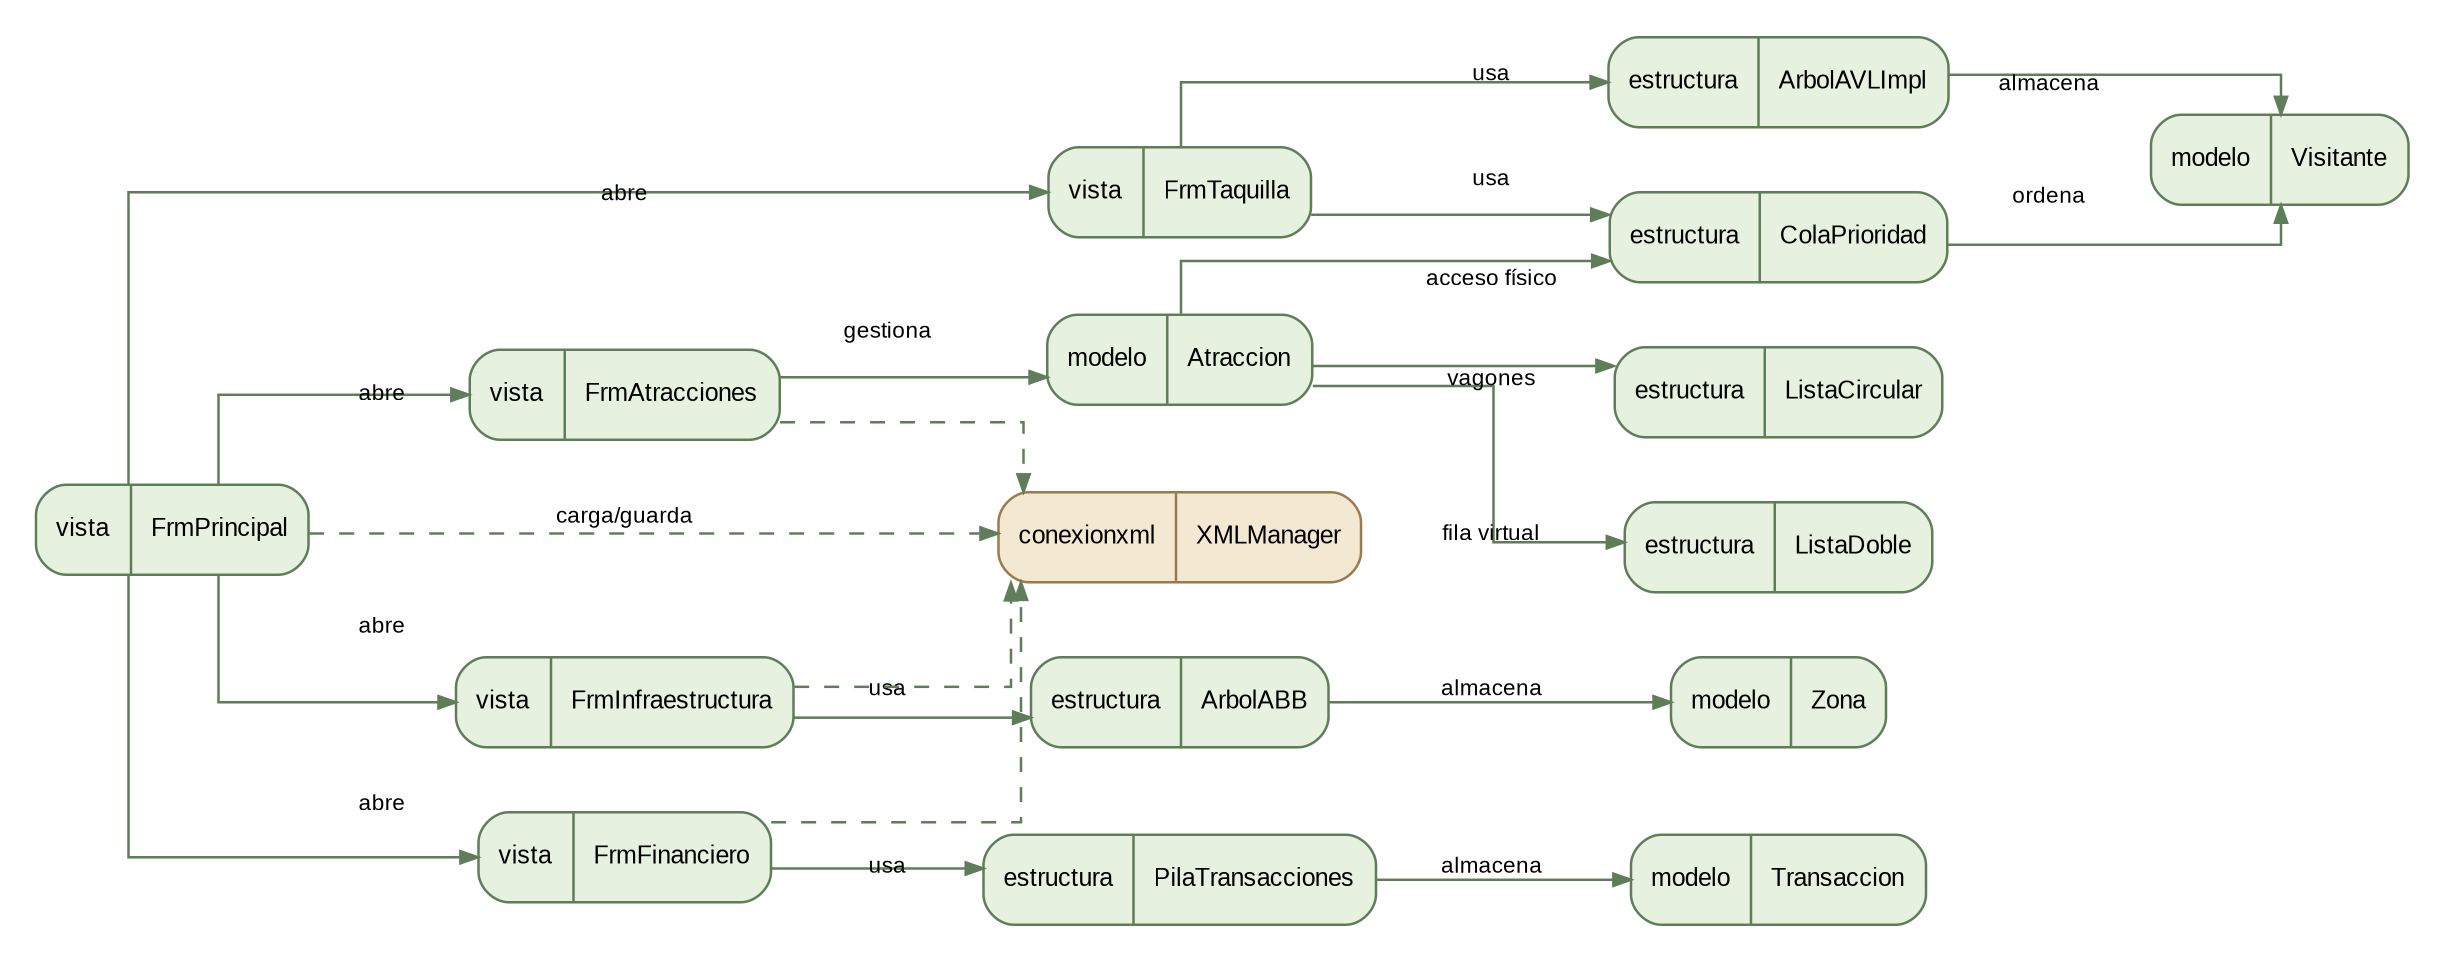 usa
estructura ArbolAVLImpl
almacena
modelo Visitante
abre
vista FrmTaquilla
usa
ordena
estructura ColaPrioridad
acceso físico
gestiona
modelo Atraccion
abre
vista FrmAtracciones
vagones
estructura ListaCircular
vista FrmPrincipal
carga/guarda
conexionxml XMLManager
fila virtual
estructura ListaDoble
abre
vista FrmInfraestructura
usa
estructura ArbolABB
almacena
modelo Zona
abre
vista FrmFinanciero
usa
estructura PilaTransacciones
almacena
modelo Transaccion